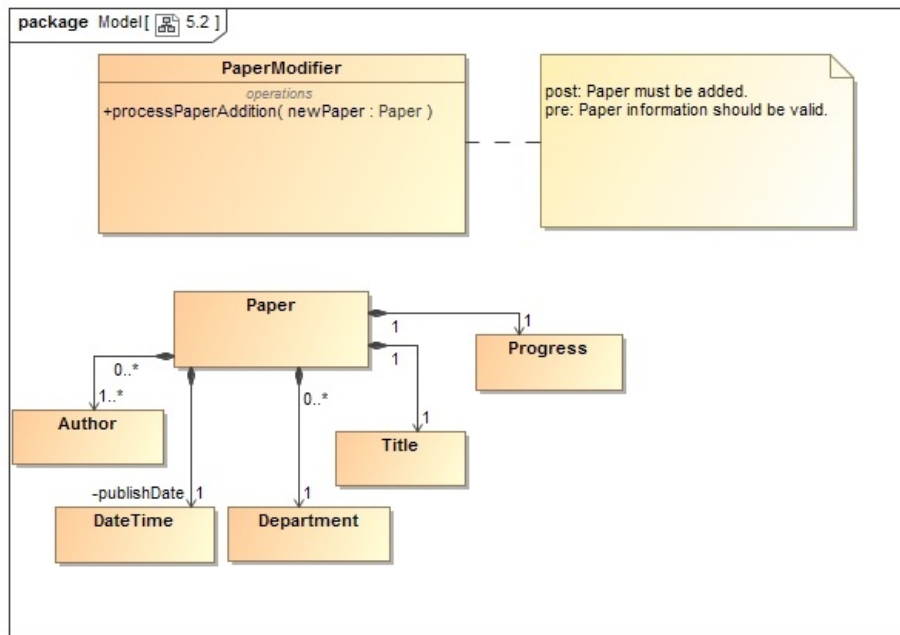 package Model[ 5.2 ]
PaperModifier
operations
+processPaperAddition( newPaper : Paper )
post: Paper must be added.
pre: Paper information should be valid.
Paper
1
1
Progress
1
0..*
1..*
Author
0..*
1
Title
-publishDate
1
DateTime
1
Department